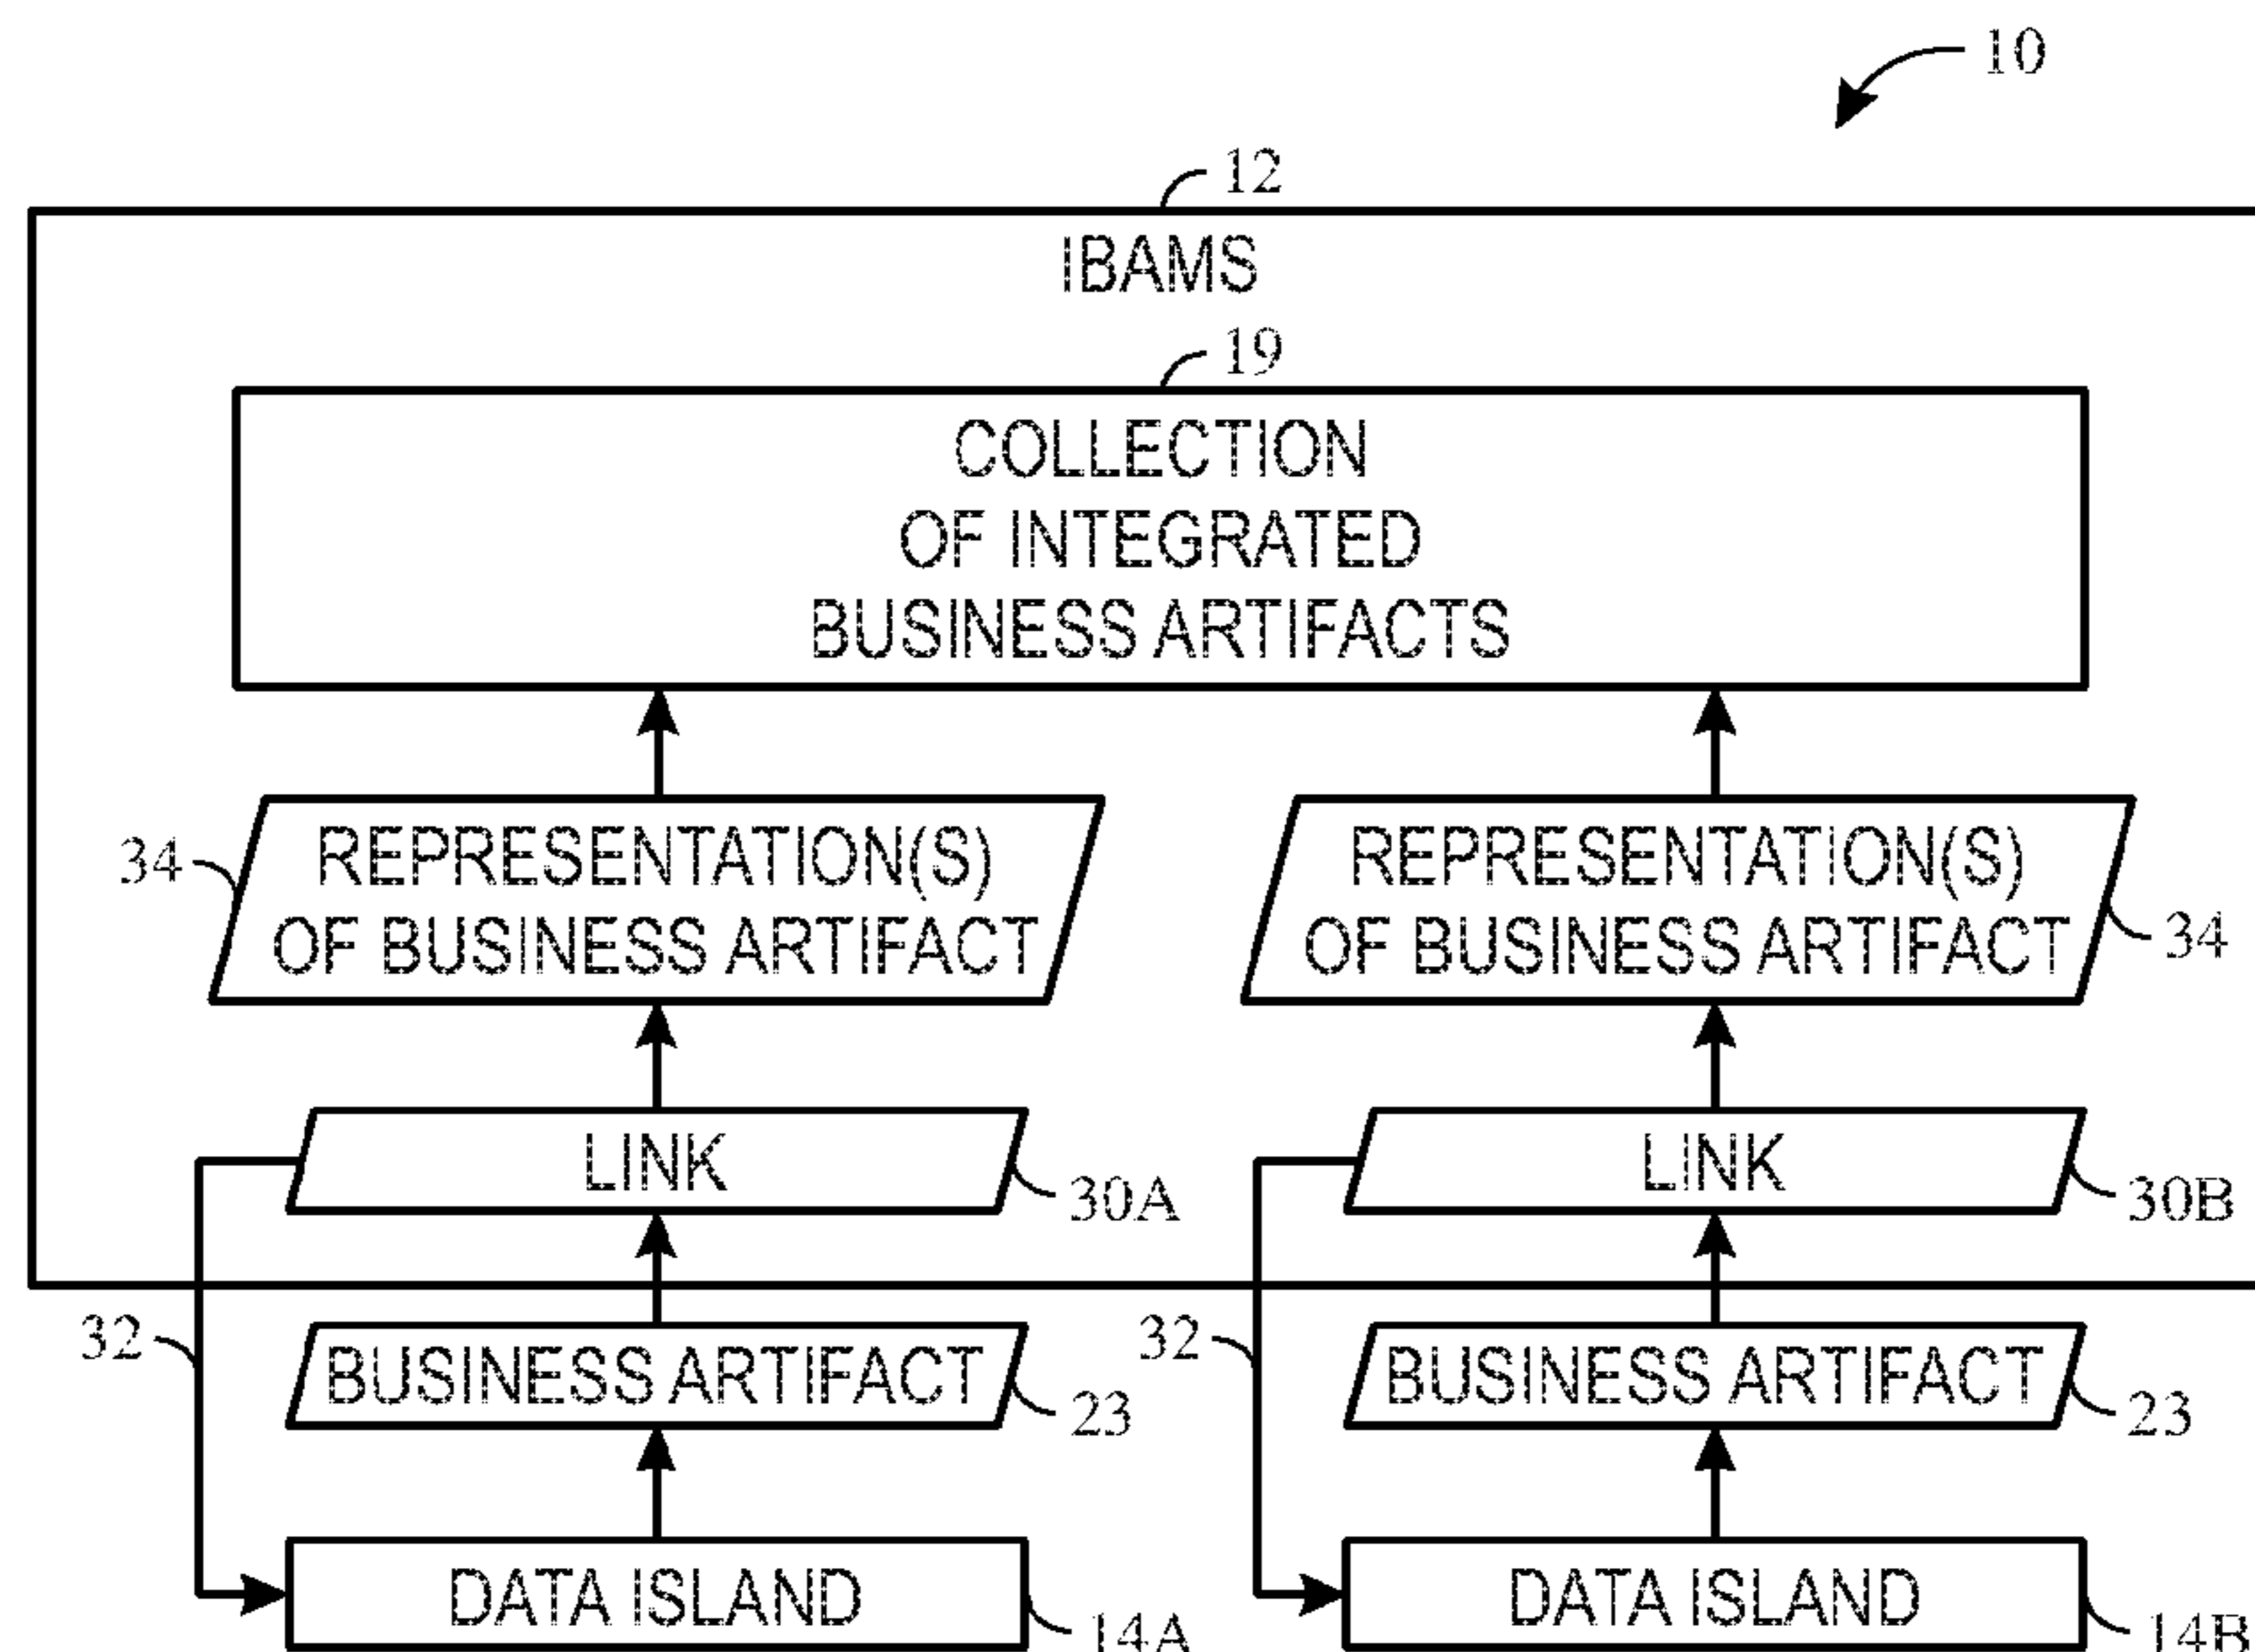 10
12
IBAMS
19
COLLECTION
OF INTEGRATED
BUSINESS ARTIFACTS
34
REPRESENTATION(S)
OF BUSINESS ARTIFACT
REPRESENTATION(S)
OF BUSINESS ARTIFACT
34
LINK
30A
LINK
30B
32
BUSINESS ARTIFACT
23
32
BUSINESS ARTIFACT
23
DATA ISLAND
14A
DATA ISLAND
14B